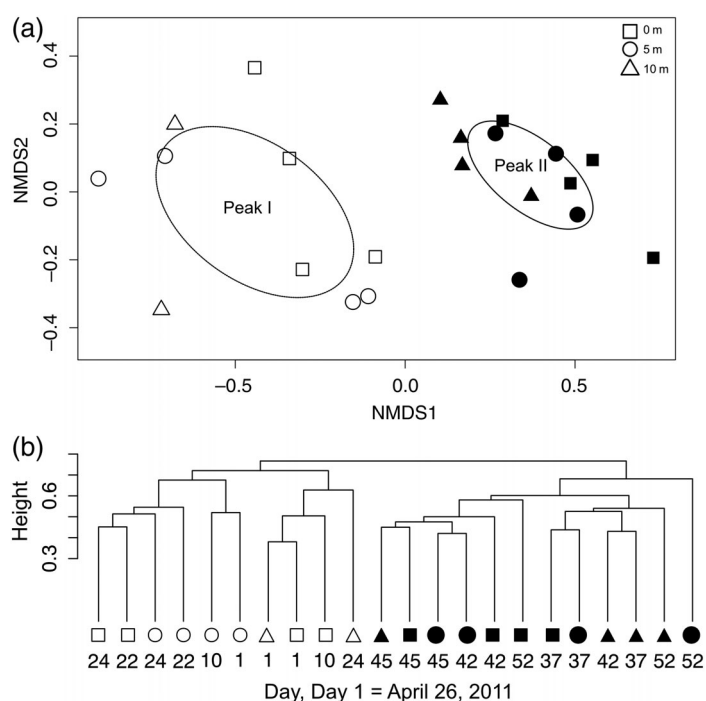 (a)
0 m
5 m
10 m
0.4
0.2
0.0
−0.2
−0.4
NMDS2
Peak I
Peak II
−0.5 0.0 0.5
NMDS1
(b)
Height
0.6
0.3
24 22 24 22 10 1 1 1 10 24 45 45 45 42 42 52 37 37 42 37 52 52
Day, Day 1 = April 26, 2011